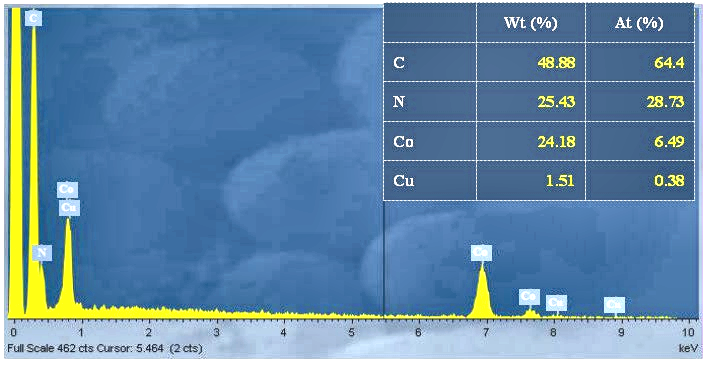 Wt (%) At (%)
C 48.88 64.4
N 25.43 28.73
Co 24.18 6.49
Cu 1.51 0.38
C
Co
Cu
N
Co
Co
Cu
Cu
0 1 2 3 4 5 6 7 8 9 10
Full Scale 462 cts Cursor: 5.464 (2 cts) keV